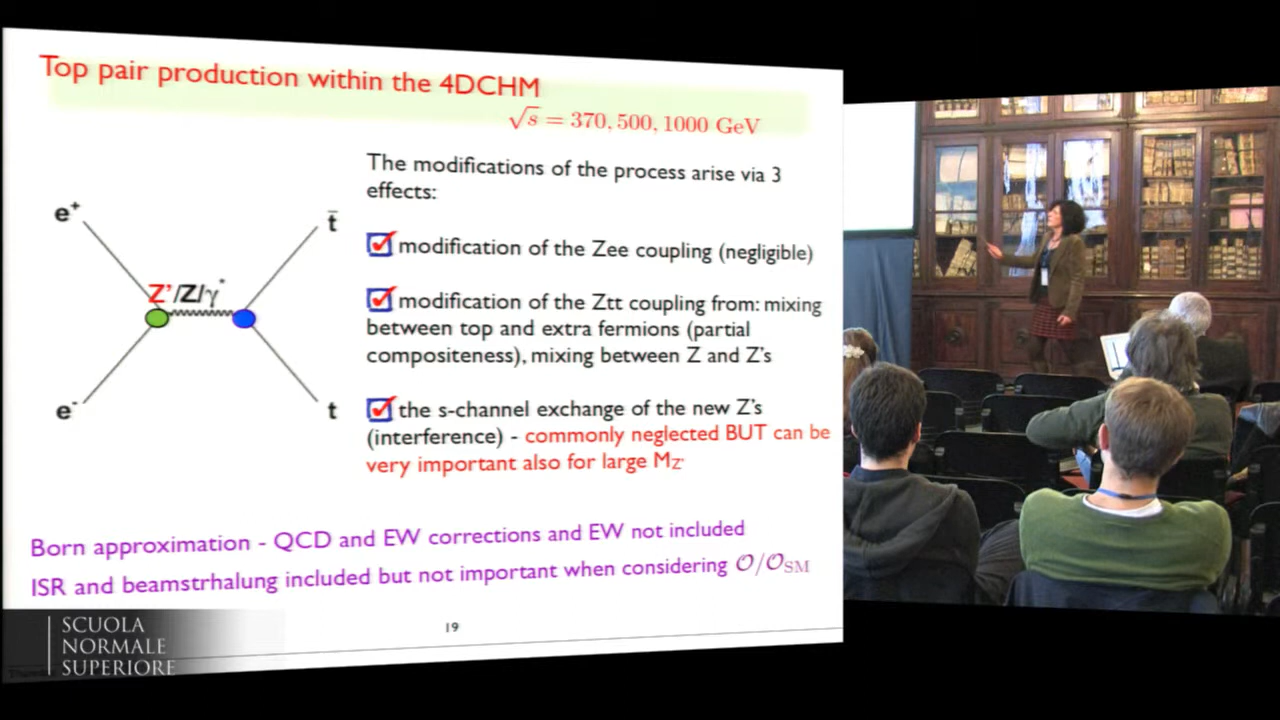 Top pair production within the 4DCHM
√s = 370, 500, 1000 GeV
The modifications of the process arise via 3
effects:
e+
t̄
modification of the Zee coupling (negligible)
Z'/Z/γ*
modification of the Ztt coupling from: mixing
between top and extra fermions (partial
compositeness), mixing between Z and Z's
e-
t
the s-channel exchange of the new Z's
(interference) - commonly neglected BUT can be
very important also for large MZ'
Born approximation - QCD and EW corrections and EW not included
ISR and beamstrhalung included but not important when considering O/OSM
19
SCUOLA
NORMALE
SUPERIORE